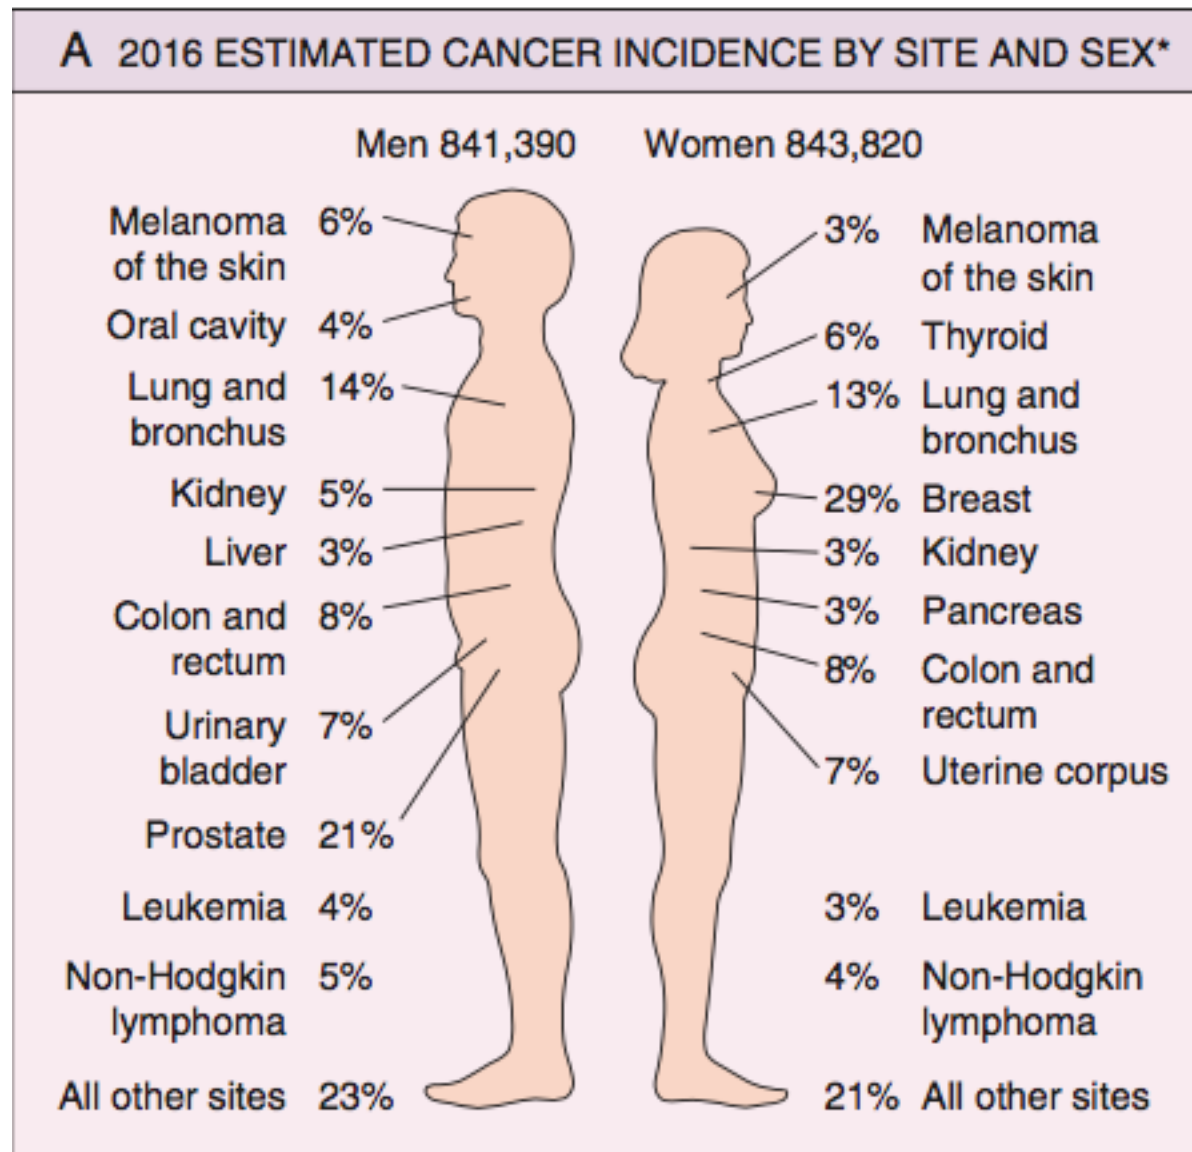 A 2016 ESTIMATED CANCER INCIDENCE BY SITE AND SEX*
Men 841,390
Melanoma 6%
of the skin
Oral cavity 4%
Lung and 14%
bronchus
Kidney 5%
Liver 3%
Colon and 8%
rectum
Urinary 7%
bladder
Prostate 21%
Leukemia 4%
Non-Hodgkin 5%
lymphoma
All other sites 23%
Women 843,820
3% Melanoma
of the skin
6% Thyroid
13% Lung and
bronchus
29% Breast
3% Kidney
3% Pancreas
8% Colon and
rectum
7% Uterine corpus
3% Leukemia
4% Non-Hodgkin
lymphoma
21% All other sites